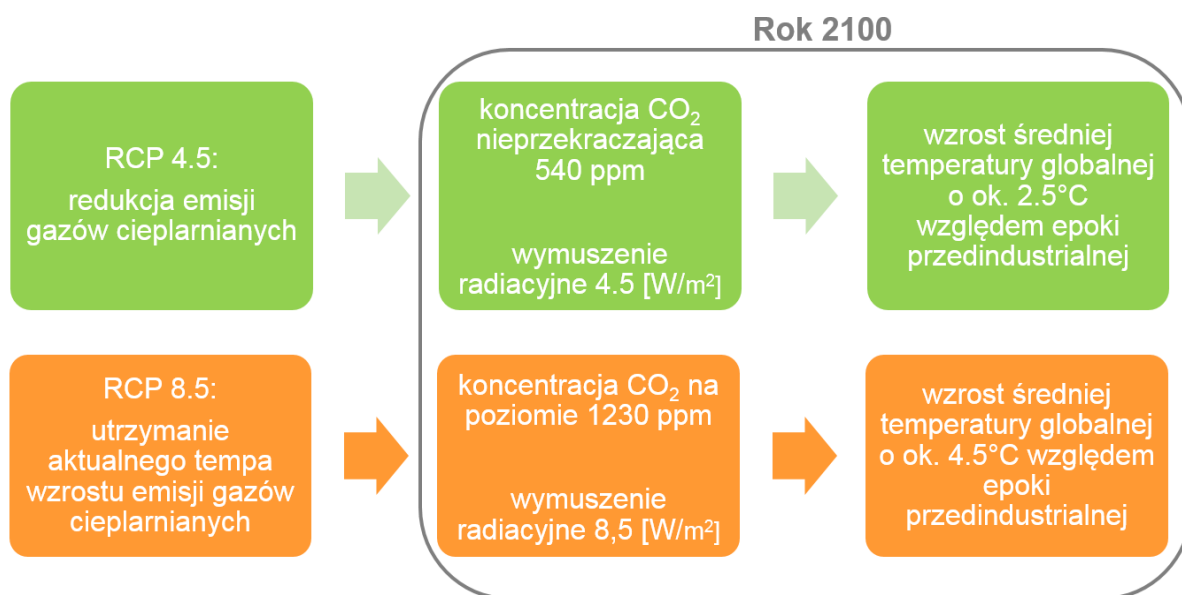 Rok 2100
RCP 4.5:
redukcja emisji
gazów cieplarnianych
koncentracja CO₂
nieprzekraczająca
540 ppm
wymuszenie
radiacyjne 4.5 [W/m²]
wzrost średniej
temperatury globalnej
o ok. 2.5°C
względem epoki
przedindustrialnej
RCP 8.5:
utrzymanie
aktualnego tempa
wzrostu emisji gazów
cieplarnianych
koncentracja CO₂ na
poziomie 1230 ppm
wymuszenie
radiacyjne 8,5 [W/m²]
wzrost średniej
temperatury globalnej
o ok. 4.5°C względem
epoki
przedindustrialnej